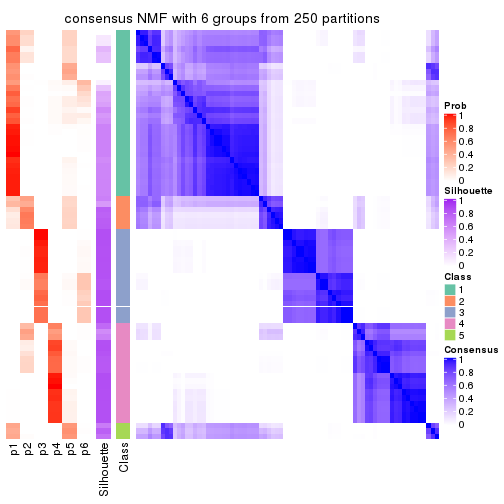 consensus NMF with 6 groups from 250 partitions
Prob
1
0.8
0.6
0.4
0.2
0
Silhouette
1
0.8
0.6
0.4
0.2
0
Class
1
2
3
4
5
Consensus
1
0.8
0.6
0.4
0.2
0
p1
p2
p3
p4
p5
p6
Silhouette
Class